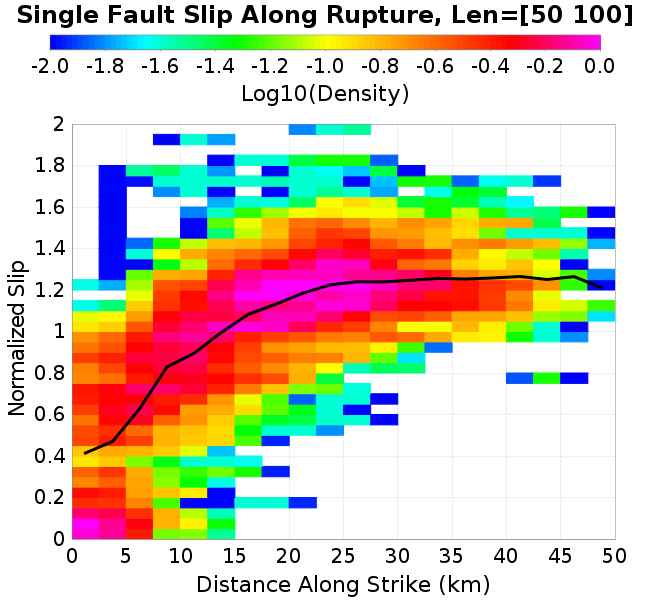 Single Fault Slip Along Rupture, Len=[50 100]
-2.0 -1.8 -1.6 -1.4 -1.2 -1.0 -0.8 -0.6 -0.4 -0.2 0.0
Log10(Density)
2
1.8
1.6
1.4
1.2
1
0.8
0.6
0.4
0.2
0
Normalized Slip
0 5 10 15 20 25 30 35 40 45 50
Distance Along Strike (km)